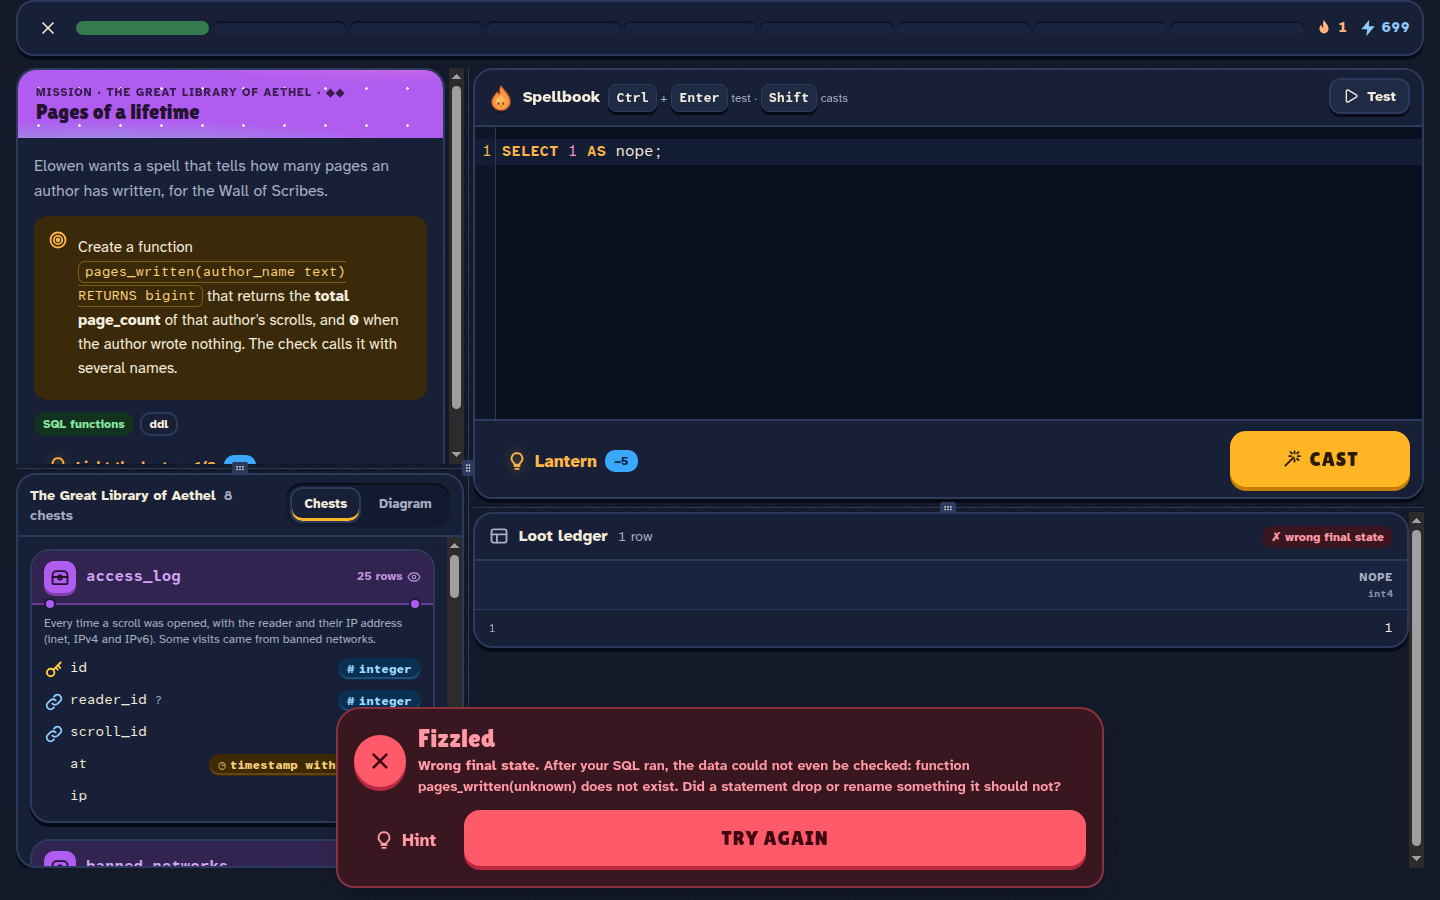 1
699
MISSION · THE GREAT LIBRARY OF AETHEL · ◆◆
Pages of a lifetime
Elowen wants a spell that tells how many pages an
author has written, for the Wall of Scribes.
Create a function
pages_written(author_name text)
RETURNS bigint that returns the total
page_count of that author's scrolls, and 0 when
the author wrote nothing. The check calls it with
several names.
SQL functions ddl
Spellbook Ctrl + Enter test · Shift casts
Test
1 SELECT 1 AS nope;
Lantern −5
CAST
The Great Library of Aethel 8
chests
Chests Diagram
access_log 25 rows
Every time a scroll was opened, with the reader and their IP address
(inet, IPv4 and IPv6). Some visits came from banned networks.
id # integer
reader_id ? # integer
scroll_id
at timestamp with
ip
banned_networks
Loot ledger 1 row
✗ wrong final state
NOPE
int4
1 1
Fizzled
Wrong final state. After your SQL ran, the data could not even be checked: function
pages_written(unknown) does not exist. Did a statement drop or rename something it should not?
Hint
TRY AGAIN